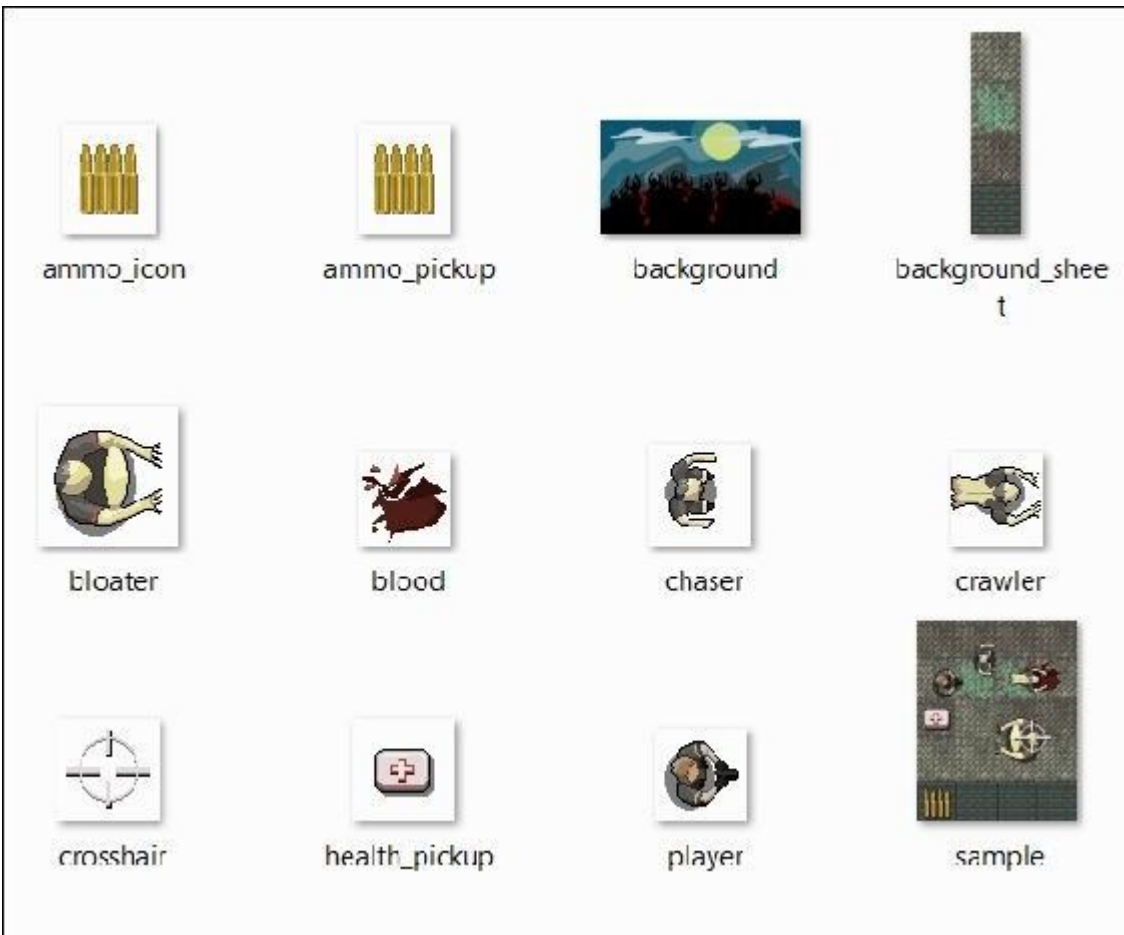 ammo_icon
ammo_pickup
background
background_shee
t
bloater
blood
chaser
crawler
crosshair
health_pickup
player
sample